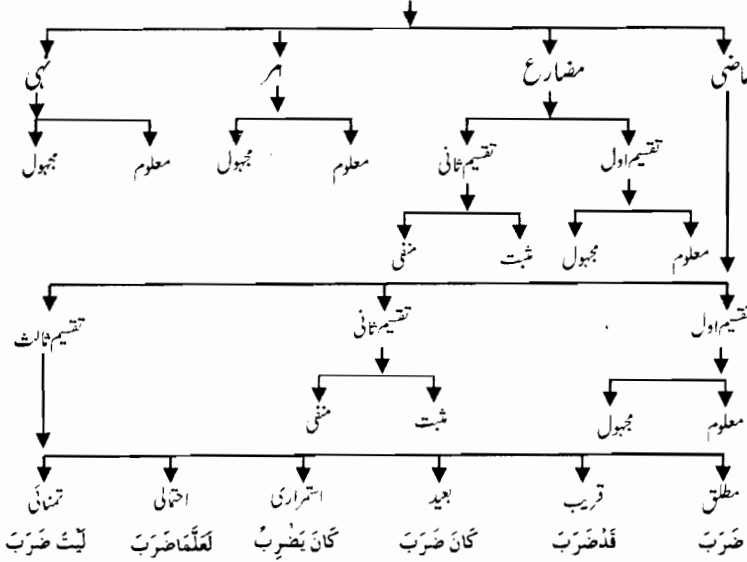 ماضی مضارع امر نہی
تقسیم اول تقسیم ثانی معلوم مجہول معلوم مجہول
معلوم مجہول مثبت منفی
تقسیم اول تقسیم ثانی تقسیم ثالث
معلوم مجہول مثبت منفی
مطلق قریب بعید استمراری احتمالی تمنائی
ضَرَبَ قَدْضَرَبَ كَانَ ضَرَبَ كَانَ يَضْرِبُ لَعَلَّمَاضَرَبَ لَيْتَ ضَرَبَ